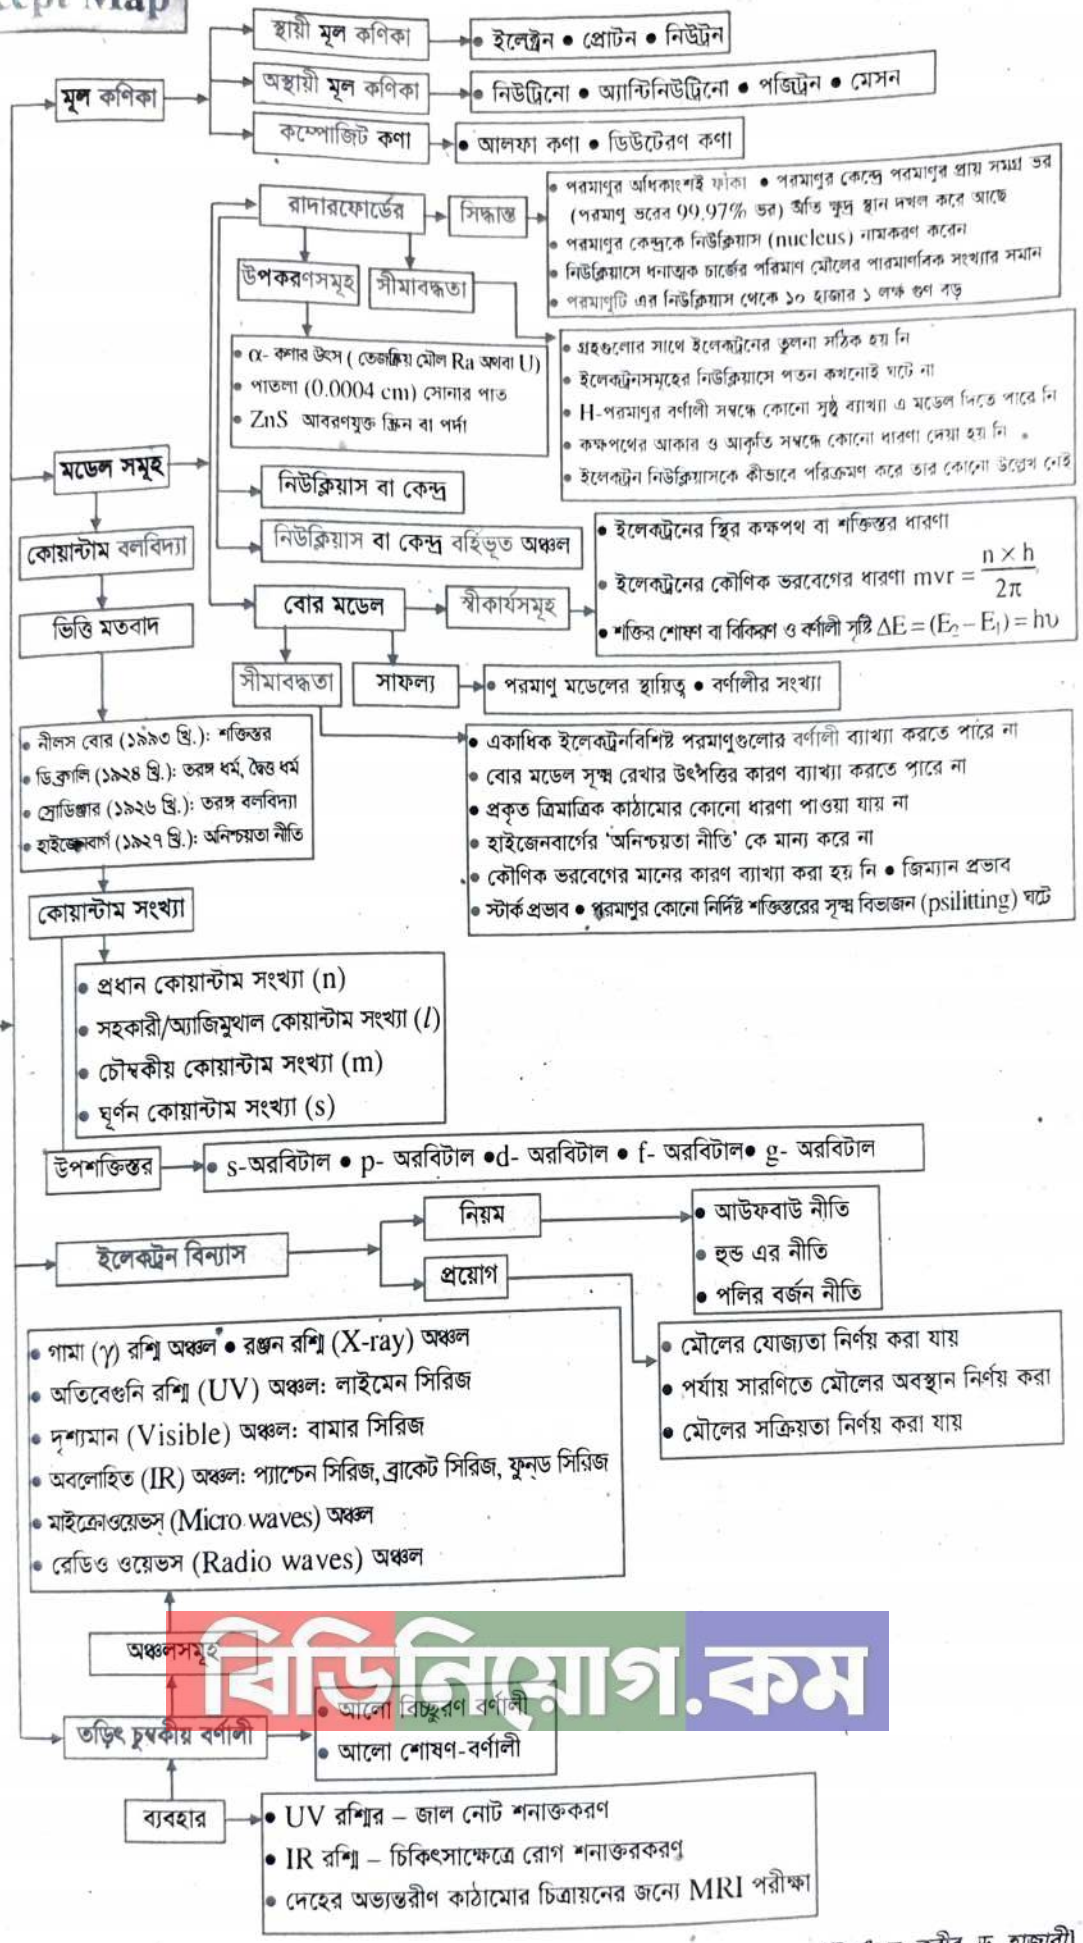 cept Map
স্থায়ী মূল কণিকা
• ইলেক্ট্রন • প্রোটন • নিউট্রন
মূল কণিকা
অস্থায়ী মূল কণিকা
• নিউট্রিনো • অ্যান্টিনিউট্রিনো • পজিট্রন • মেসন
কম্পোজিট কণা
• আলফা কণা • ডিউটেরণ কণা
রাদারফোর্ডের
সিদ্ধান্ত
• পরমাণুর অধিকাংশই ফাঁকা • পরমাণুর কেন্দ্রে পরমাণুর প্রায় সমগ্র ভর
(পরমাণু ভরের 99.97% ভর) অতি ক্ষুদ্র স্থান দখল করে আছে
• পরমাণুর কেন্দ্রকে নিউক্লিয়াস (nucleus) নামকরণ করেন
• নিউক্লিয়াসে ধনাত্মক চার্জের পরিমাণ মৌলের পারমাণবিক সংখ্যার সমান
• পরমাণুটি এর নিউক্লিয়াস থেকে ১০ হাজার ১ লক্ষ গুণ বড়
উপকরণসমূহ
সীমাবদ্ধতা
• α- কণার উৎস ( তেজস্ক্রিয় মৌল Ra অথবা U)
• পাতলা (0.0004 cm) সোনার পাত
• ZnS আবরণযুক্ত স্ক্রিন বা পর্দা
• গ্রহগুলোর সাথে ইলেকট্রনের তুলনা সঠিক হয় নি
• ইলেকট্রনসমূহের নিউক্লিয়াসে পতন কখনোই ঘটে না
• H-পরমাণুর বর্ণালী সম্বন্ধে কোনো সুষ্ঠু ব্যাখ্যা এ মডেল দিতে পারে নি
• কক্ষপথের আকার ও আকৃতি সম্বন্ধে কোনো ধারণা দেয়া হয় নি
• ইলেকট্রন নিউক্লিয়াসকে কীভাবে পরিক্রমণ করে তার কোনো উল্লেখ নেই
মডেল সমূহ
নিউক্লিয়াস বা কেন্দ্র
নিউক্লিয়াস বা কেন্দ্র বর্হিভূত অঞ্চল
কোয়ান্টাম বলবিদ্যা
• ইলেকট্রনের স্থির কক্ষপথ বা শক্তিস্তর ধারণা
• ইলেকট্রনের কৌণিক ভরবেগের ধারণা mvr = n × h / 2π
• শক্তির শোষণ বা বিকিরণ ও বর্ণালী সৃষ্টি ΔE = (E₂ – E₁) = hυ
বোর মডেল
স্বীকার্যসমূহ
ভিত্তি মতবাদ
সীমাবদ্ধতা
সাফল্য
• পরমাণু মডেলের স্থায়িত্ব • বর্ণালীর সংখ্যা
• নীলস বোর (১৯১৩ খ্রি.): শক্তিস্তর
• ডি ব্রগলি (১৯২৪ খ্রি.): তরঙ্গ ধর্ম, দ্বৈত ধর্ম
• স্রোডিঞ্জার (১৯২৬ খ্রি.): তরঙ্গ বলবিদ্যা
• হাইজেনবার্গ (১৯২৭ খ্রি.): অনিশ্চয়তা নীতি
• একাধিক ইলেকট্রনবিশিষ্ট পরমাণুগুলোর বর্ণালী ব্যাখ্যা করতে পারে না
• বোর মডেল সূক্ষ্ম রেখার উৎপত্তির কারণ ব্যাখ্যা করতে পারে না
• প্রকৃত ত্রিমাত্রিক কাঠামোর কোনো ধারণা পাওয়া যায় না
• হাইজেনবার্গের 'অনিশ্চয়তা নীতি' কে মান্য করে না
• কৌণিক ভরবেগের মানের কারণ ব্যাখ্যা করা হয় নি • জিম্যান প্রভাব
• স্টার্ক প্রভাব • পরমাণুর কোনো নির্দিষ্ট শক্তিস্তরের সূক্ষ্ম বিভাজন (psilitting) ঘটে
কোয়ান্টাম সংখ্যা
• প্রধান কোয়ান্টাম সংখ্যা (n)
• সহকারী/অ্যাজিমুথাল কোয়ান্টাম সংখ্যা (l)
• চৌম্বকীয় কোয়ান্টাম সংখ্যা (m)
• ঘূর্ণন কোয়ান্টাম সংখ্যা (s)
উপশক্তিস্তর
• s-অরবিটাল • p- অরবিটাল •d- অরবিটাল • f- অরবিটাল• g- অরবিটাল
ইলেকট্রন বিন্যাস
নিয়ম
• আউফবাউ নীতি
• হুন্ড এর নীতি
• পলির বর্জন নীতি
প্রয়োগ
• মৌলের যোজ্যতা নির্ণয় করা যায়
• পর্যায় সারণিতে মৌলের অবস্থান নির্ণয় করা
• মৌলের সক্রিয়তা নির্ণয় করা যায়
• গামা (γ) রশ্মি অঞ্চল • রঞ্জন রশ্মি (X-ray) অঞ্চল
• অতিবেগুনি রশ্মি (UV) অঞ্চল: লাইমেন সিরিজ
• দৃশ্যমান (Visible) অঞ্চল: বামার সিরিজ
• অবলোহিত (IR) অঞ্চল: প্যাশ্চেন সিরিজ, ব্রাকেট সিরিজ, ফুন্ড সিরিজ
• মাইক্রোওয়েভস্ (Micro waves) অঞ্চল
• রেডিও ওয়েভস (Radio waves) অঞ্চল
অঞ্চলসমূহ
বিডিনিয়োগ.কম
তড়িৎ চুম্বকীয় বর্ণালী
• আলো বিচ্ছুরণ বর্ণালী
• আলো শোষণ-বর্ণালী
ব্যবহার
• UV রশ্মির – জাল নোট শনাক্তকরণ
• IR রশ্মি – চিকিৎসাক্ষেত্রে রোগ শনাক্তরকরণ
• দেহের অভ্যন্তরীণ কাঠামোর চিত্রায়নের জন্যে MRI পরীক্ষা